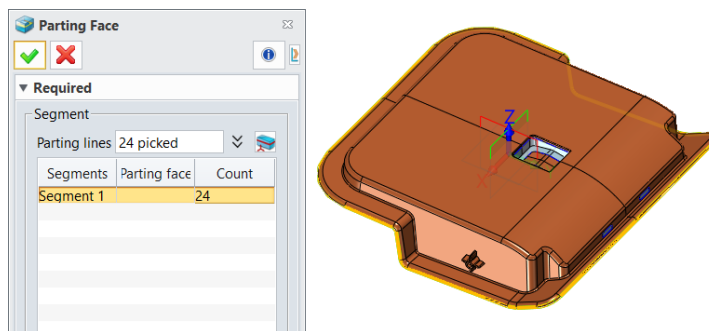 Parting Face
Required
Segment
Parting lines 24 picked
Segments Parting face Count
Segment 1 24
Z
X